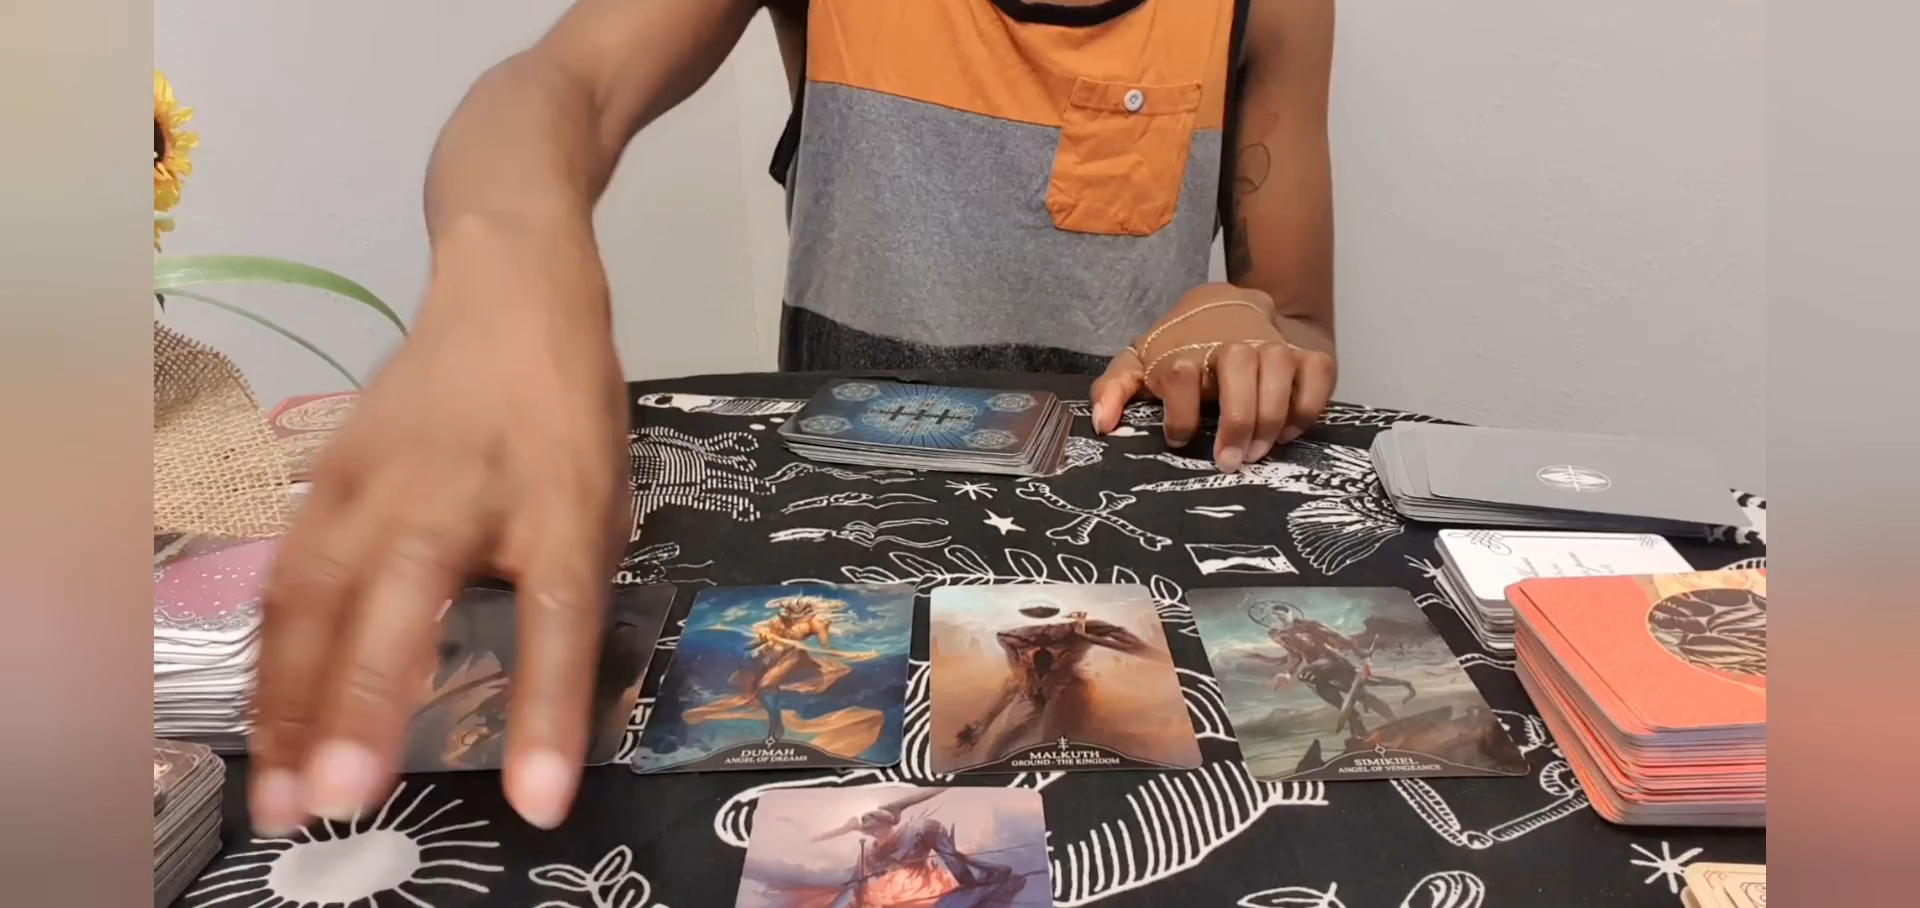 DUMAH
ANGEL OF DREAMS
MALKUTH
GROUND - THE KINGDOM
SIMIKIEL
ANGEL OF VENGEANCE